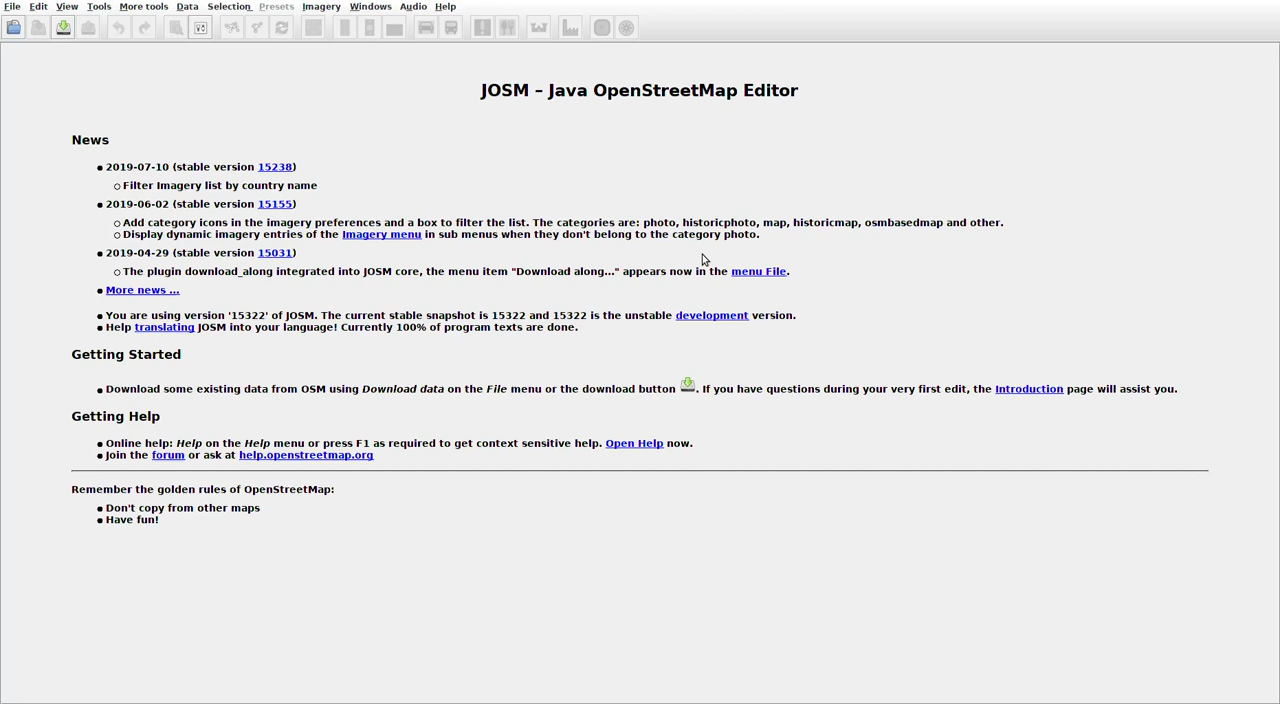 File Edit View Tools More tools Data Selection Presets Imagery Windows Audio Help
JOSM – Java OpenStreetMap Editor
News
2019-07-10 (stable version 15238)
Filter Imagery list by country name
2019-06-02 (stable version 15155)
Add category icons in the imagery preferences and a box to filter the list. The categories are: photo, historicphoto, map, historicmap, osmbasedmap and other.
Display dynamic imagery entries of the Imagery menu in sub menus when they don't belong to the category photo.
2019-04-29 (stable version 15031)
The plugin download_along integrated into JOSM core, the menu item "Download along..." appears now in the menu File.
More news ...
You are using version '15322' of JOSM. The current stable snapshot is 15322 and 15322 is the unstable development version.
Help translating JOSM into your language! Currently 100% of program texts are done.
Getting Started
Download some existing data from OSM using Download data on the File menu or the download button . If you have questions during your very first edit, the Introduction page will assist you.
Getting Help
Online help: Help on the Help menu or press F1 as required to get context sensitive help. Open Help now.
Join the forum or ask at help.openstreetmap.org
Remember the golden rules of OpenStreetMap:
Don't copy from other maps
Have fun!